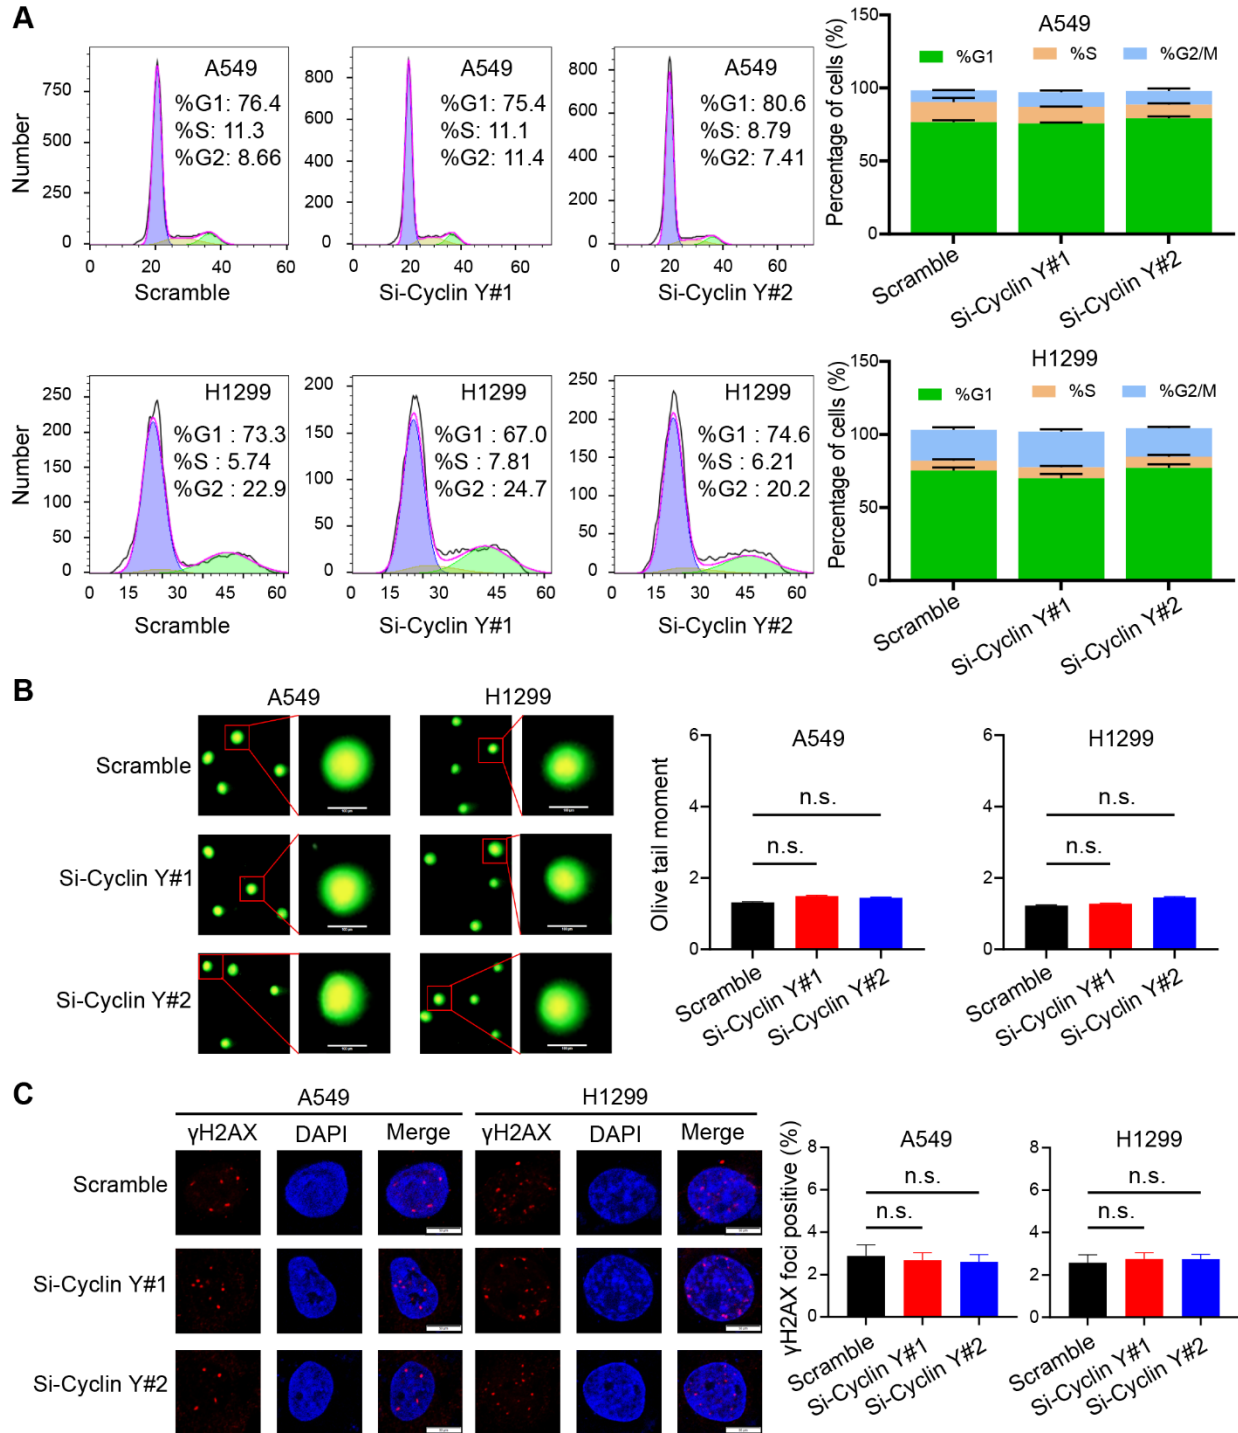 A
Number
A549
%G1: 76.4
%S: 11.3
%G2: 8.66
750
500
250
0
0 20 40 60
Scramble
A549
%G1: 75.4
%S: 11.1
%G2: 11.4
800
600
400
200
0
0 20 40 60
Si-Cyclin Y#1
A549
%G1: 80.6
%S: 8.79
%G2: 7.41
800
600
400
200
0
0 20 40 60
Si-Cyclin Y#2
A549
Percentage of cells (%)
%G1 %S %G2/M
150
100
50
0
Scramble
Si-Cyclin Y#1
Si-Cyclin Y#2
Number
H1299
%G1 : 73.3
%S : 5.74
%G2 : 22.9
250
200
150
100
50
0
0 15 30 45 60
Scramble
H1299
%G1 : 67.0
%S : 7.81
%G2 : 24.7
200
150
100
50
0
0 15 30 45 60
Si-Cyclin Y#1
H1299
%G1 : 74.6
%S : 6.21
%G2 : 20.2
250
200
150
100
50
0
0 15 30 45 60
Si-Cyclin Y#2
H1299
Percentage of cells (%)
%G1 %S %G2/M
150
100
50
0
Scramble
Si-Cyclin Y#1
Si-Cyclin Y#2
B
A549 H1299
Scramble
Si-Cyclin Y#1
Si-Cyclin Y#2
A549
Olive tail moment
6
4
2
0
n.s.
n.s.
Scramble
Si-Cyclin Y#1
Si-Cyclin Y#2
H1299
6
4
2
0
n.s.
n.s.
Scramble
Si-Cyclin Y#1
Si-Cyclin Y#2
C
A549 H1299
γH2AX DAPI Merge γH2AX DAPI Merge
Scramble
Si-Cyclin Y#1
Si-Cyclin Y#2
A549
γH2AX foci positive (%)
8
6
4
2
0
n.s.
n.s.
Scramble
Si-Cyclin Y#1
Si-Cyclin Y#2
H1299
8
6
4
2
0
n.s.
n.s.
Scramble
Si-Cyclin Y#1
Si-Cyclin Y#2